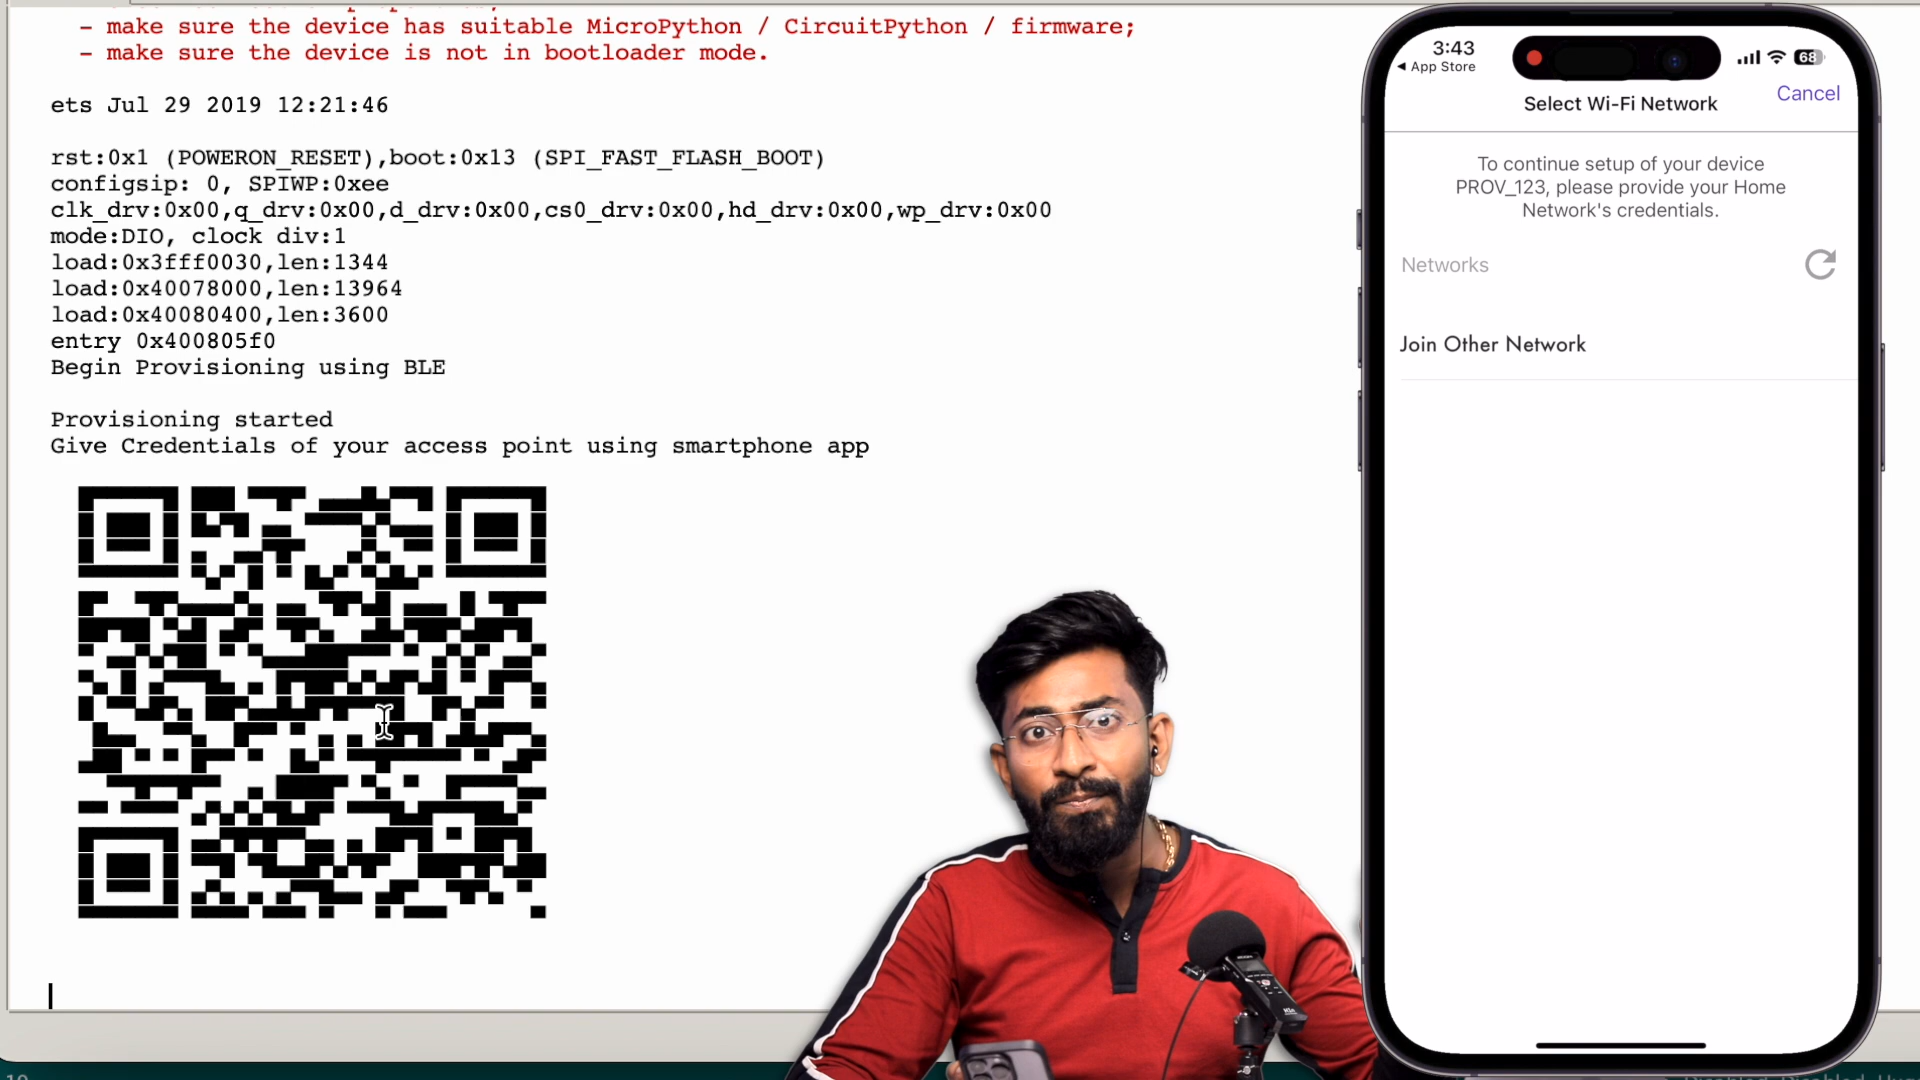 - make sure the device has suitable MicroPython / CircuitPython / firmware;
- make sure the device is not in bootloader mode.
ets Jul 29 2019 12:21:46
rst:0x1 (POWERON_RESET),boot:0x13 (SPI_FAST_FLASH_BOOT)
configsip: 0, SPIWP:0xee
clk_drv:0x00,q_drv:0x00,d_drv:0x00,cs0_drv:0x00,hd_drv:0x00,wp_drv:0x00
mode:DIO, clock div:1
load:0x3fff0030,len:1344
load:0x40078000,len:13964
load:0x40080400,len:3600
entry 0x400805f0
Begin Provisioning using BLE
Provisioning started
Give Credentials of your access point using smartphone app
3:43
68
◀ App Store
Select Wi-Fi Network
Cancel
To continue setup of your device
PROV_123, please provide your Home
Network's credentials.
Networks
Join Other Network